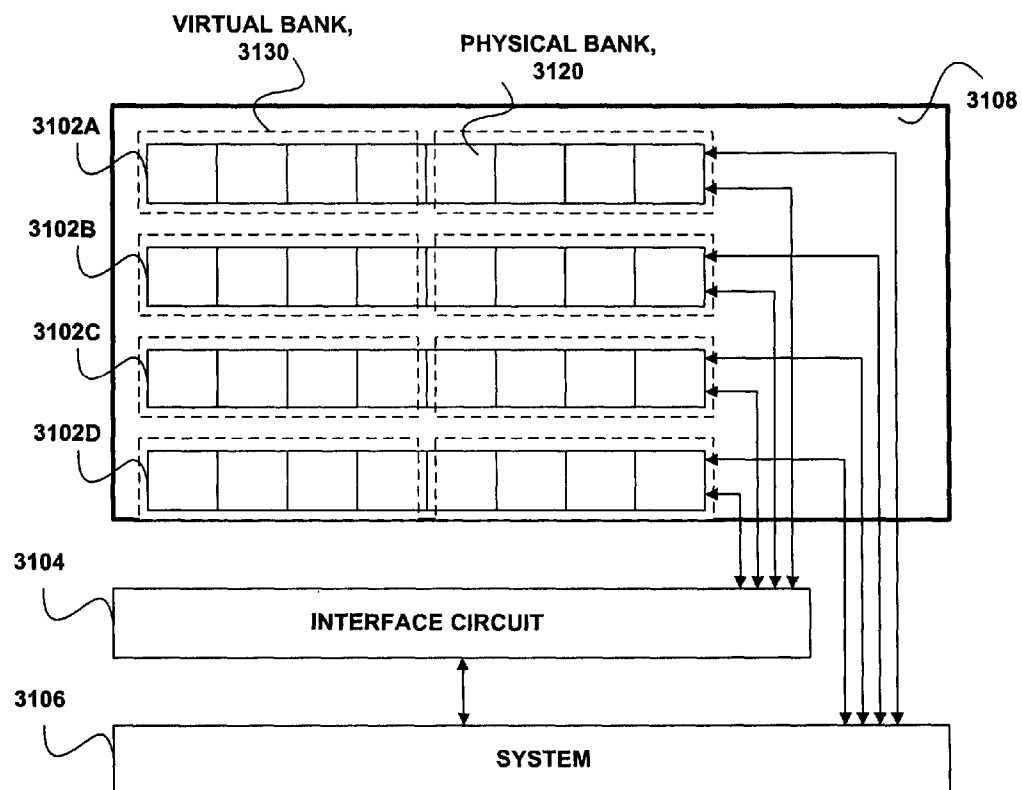 VIRTUAL BANK,
3130
PHYSICAL BANK,
3120
3108
3102A
3102B
3102C
3102D
3104
INTERFACE CIRCUIT
3106
SYSTEM